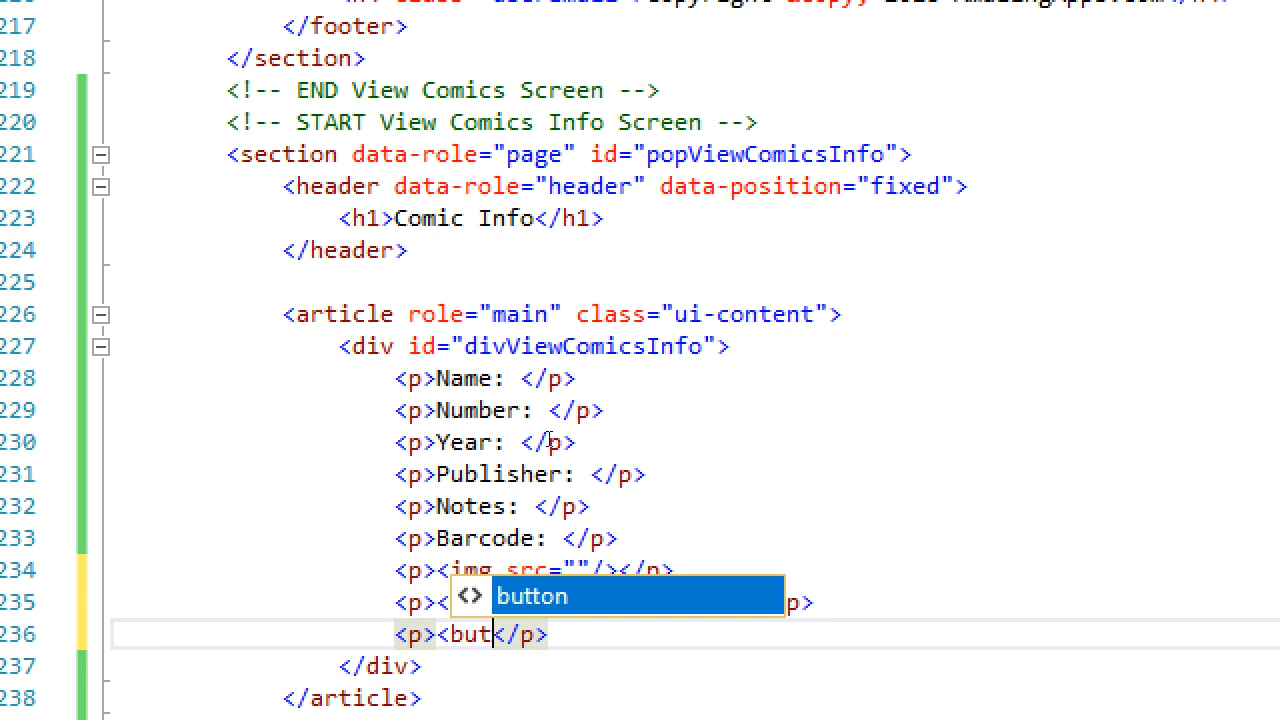 217 </footer>
218 </section>
219 <!-- END View Comics Screen -->
220 <!-- START View Comics Info Screen -->
221 <section data-role="page" id="popViewComicsInfo">
222 <header data-role="header" data-position="fixed">
223 <h1>Comic Info</h1>
224 </header>
225
226 <article role="main" class="ui-content">
227 <div id="divViewComicsInfo">
228 <p>Name: </p>
229 <p>Number: </p>
230 <p>Year: </p>
231 <p>Publisher: </p>
232 <p>Notes: </p>
233 <p>Barcode: </p>
234 <p><img src=""/></p>
235 <p>< p>
button
236 <p><but</p>
237 </div>
238 </article>